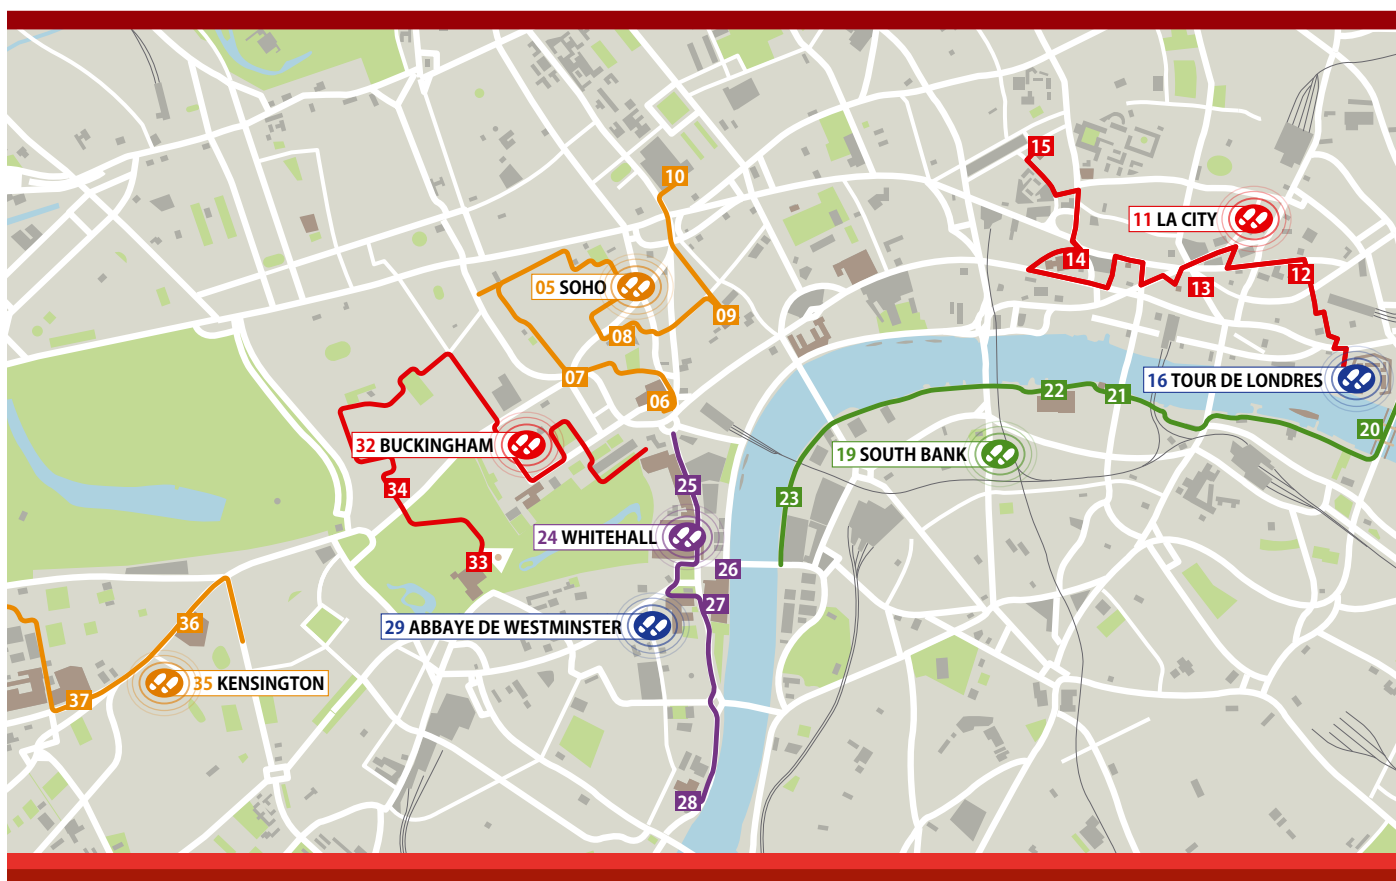 15
10
11 LA CITY
14
12
13
05 SOHO
09
08
07
16 TOUR DE LONDRES
22
21
06
20
32 BUCKINGHAM
19 SOUTH BANK
34
25
23
24 WHITEHALL
33
26
27
36
29 ABBAYE DE WESTMINSTER
35 KENSINGTON
37
28